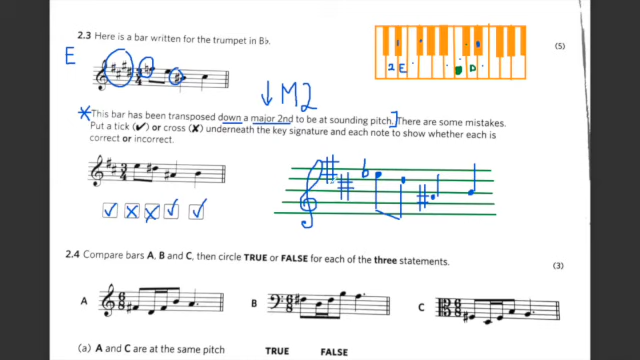 2.3 Here is a bar written for the trumpet in B♭.
(5)
E
1
2 E D
↓ M2
* This bar has been transposed down a major 2nd to be at sounding pitch.] There are some mistakes.
Put a tick (✔) or cross (✘) underneath the key signature and each note to show whether each is
correct or incorrect.
✓ X X ✓ ✓
2.4 Compare bars A, B and C, then circle TRUE or FALSE for each of the three statements.
(3)
A B C
(a) A and C are at the same pitch TRUE FALSE